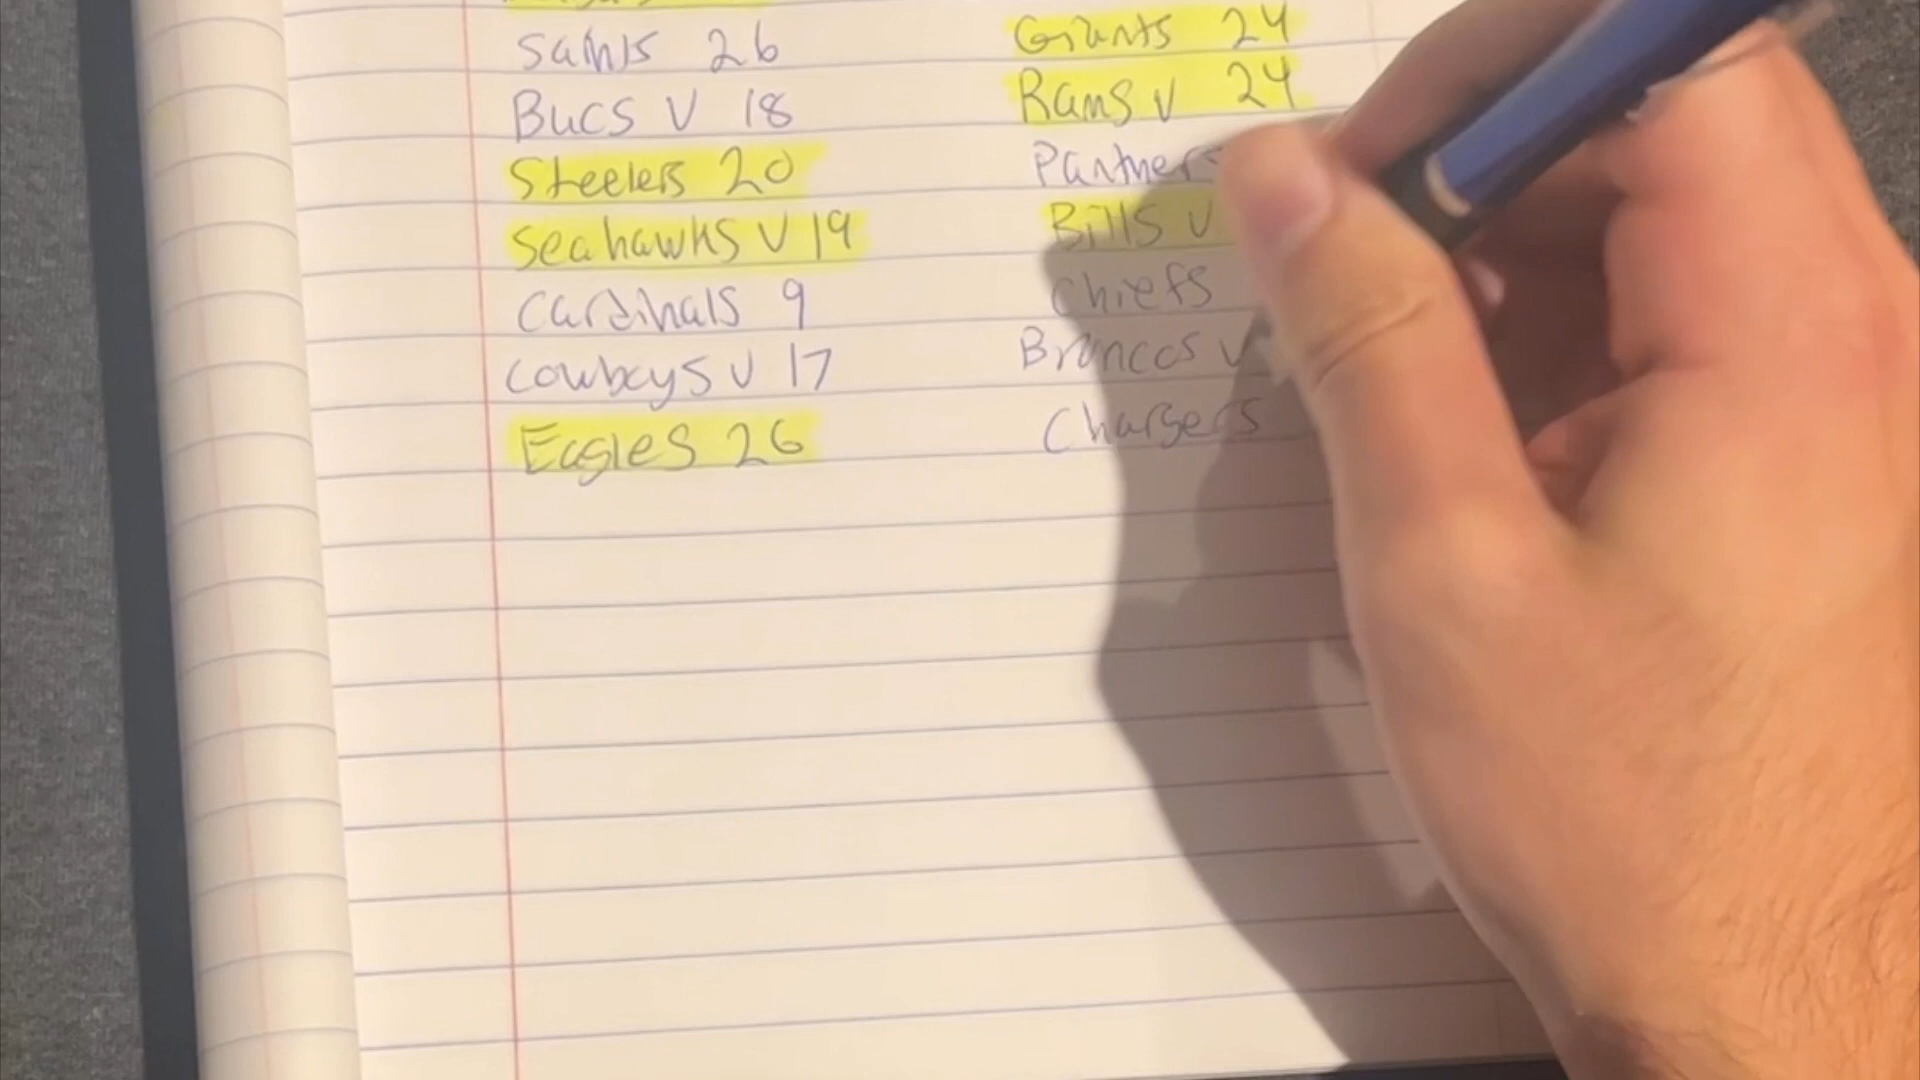 Saints 26
Bucs V 18
Steelers 20
Seahawks V 19
Cardinals 9
Cowboys V 17
Eagles 26
Giants 24
Rams V 24
Panthers
Bills V
Chiefs
Broncos V
Chargers